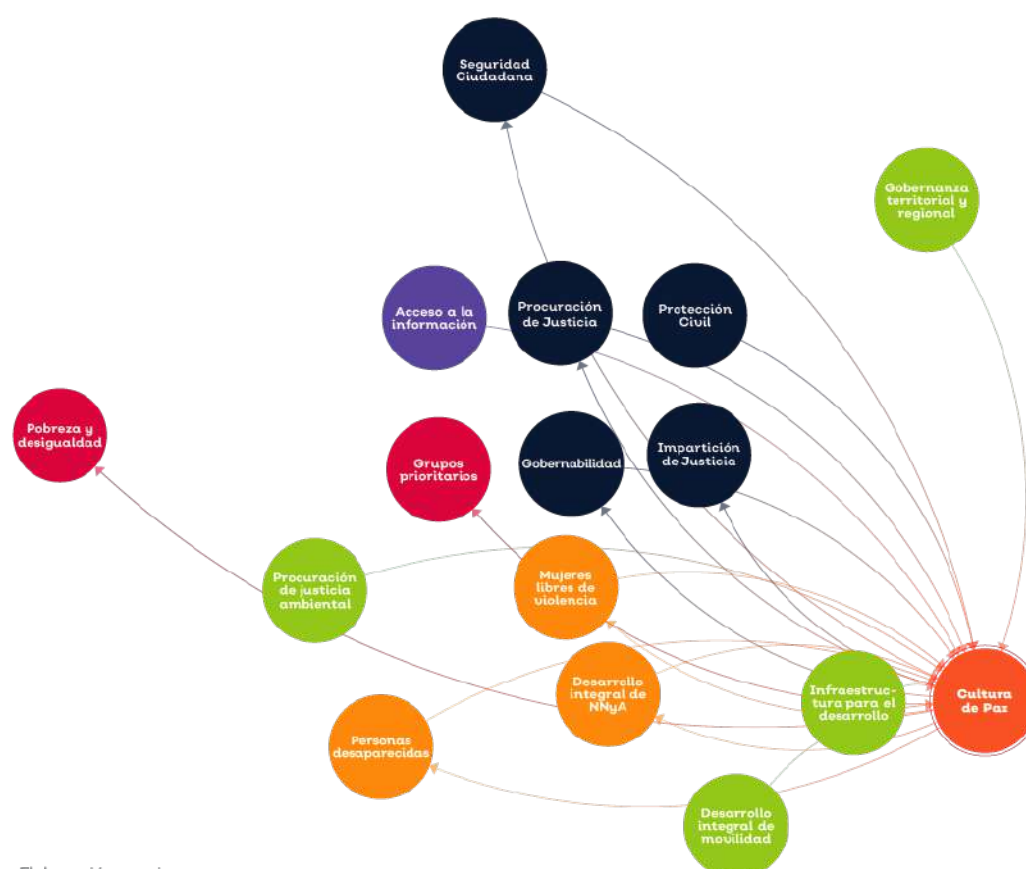 Seguridad
Ciudadana
Gobernanza
territorial y
regional
Acceso a la
información
Procuración
de Justicia
Protección
Civil
Pobreza y
desigualdad
Grupos
prioritarios
Gobernabilidad
Impartición
de Justicia
Procuración
de justicia
ambiental
Mujeres
libres de
violencia
Desarrollo
integral de
NNyA
Infraestruc-
tura para el
desarrollo
Cultura
de Paz
Personas
desaparecidas
Desarrollo
integral de
movilidad